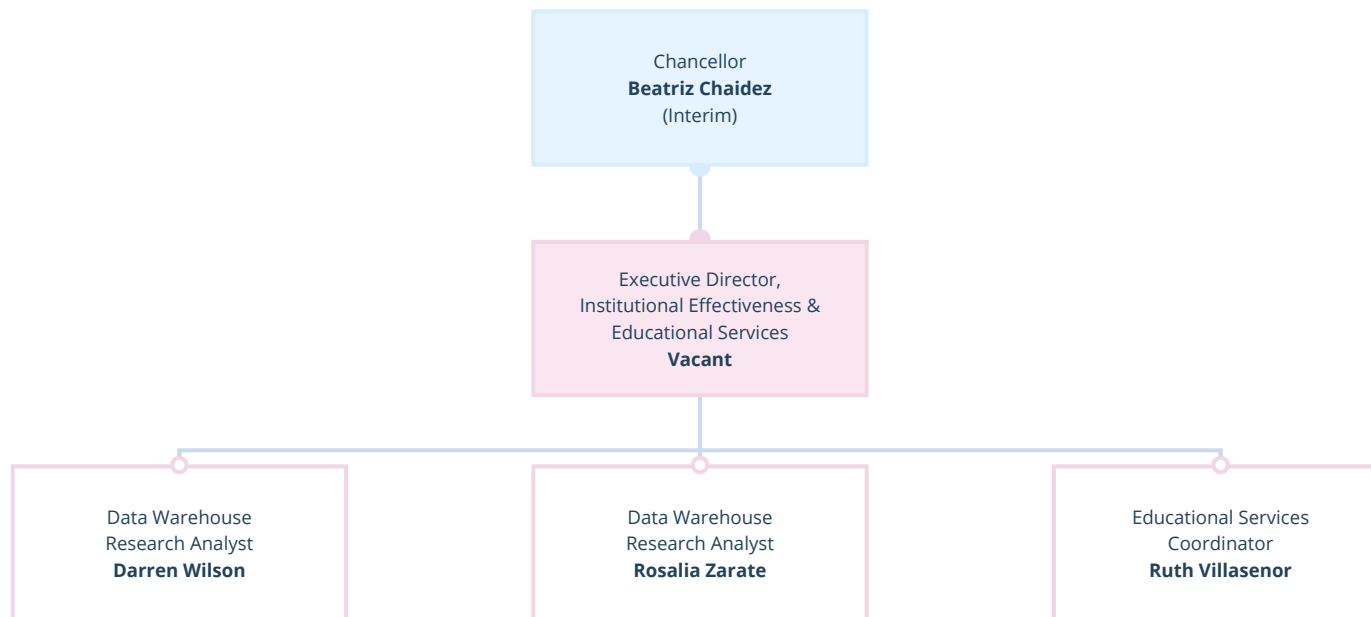 Chancellor
Beatriz Chaidez
(Interim)
Executive Director,
Institutional Effectiveness &
Educational Services
Vacant
Data Warehouse
Research Analyst
Darren Wilson
Data Warehouse
Research Analyst
Rosalia Zarate
Educational Services
Coordinator
Ruth Villasenor